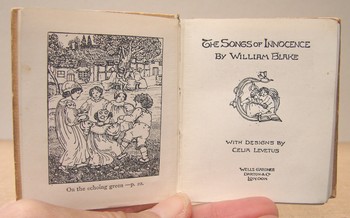 On the echoing green—p. 22.
THE SONGS OF INNOCENCE
BY WILLIAM BLAKE
WITH DESIGNS BY
CELIA LEVETUS
WELLS GARDNER
DARTON & CO
LONDON